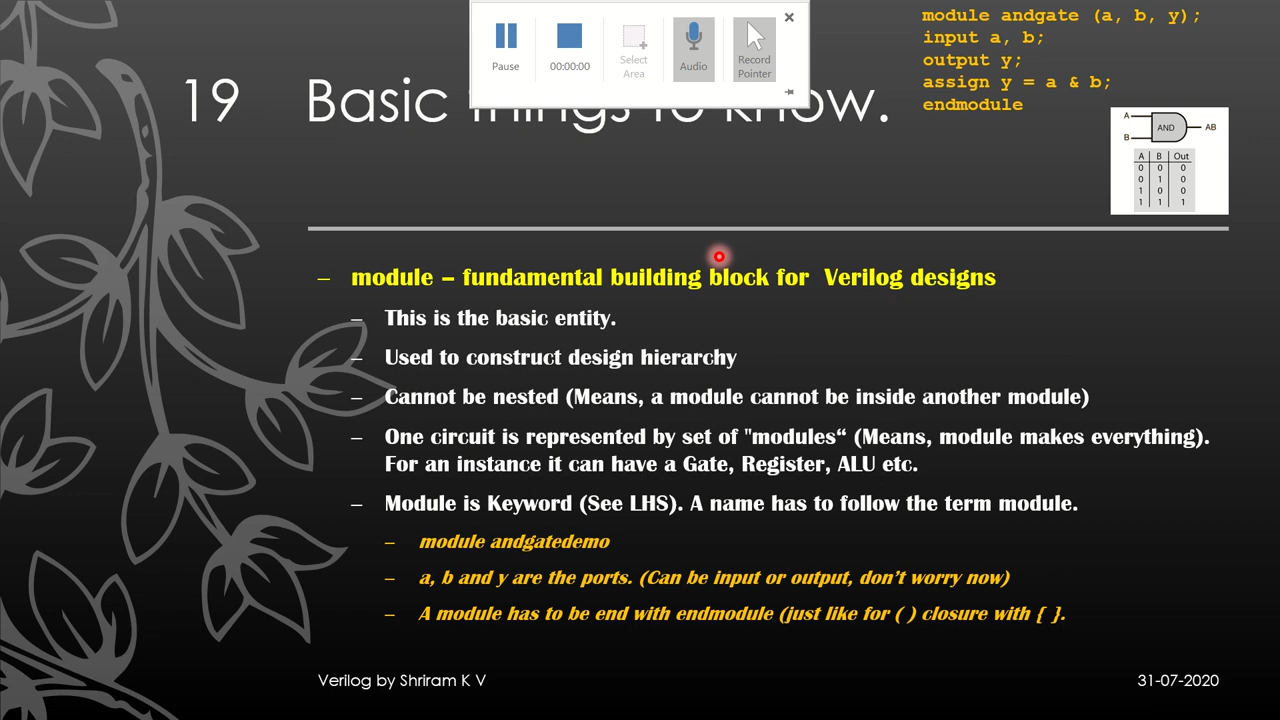 Pause
00:00:00
Select
Area
Audio
Record
Pointer
module andgate (a, b, y);
input a, b;
output y;
assign y = a & b;
endmodule
19 Basic things to know.
A
B
AND
AB
A B Out
0 0 0
0 1 0
1 0 0
1 1 1
– module – fundamental building block for Verilog designs
– This is the basic entity.
– Used to construct design hierarchy
– Cannot be nested (Means, a module cannot be inside another module)
– One circuit is represented by set of "modules“ (Means, module makes everything).
For an instance it can have a Gate, Register, ALU etc.
– Module is Keyword (See LHS). A name has to follow the term module.
– module andgatedemo
– a, b and y are the ports. (Can be input or output, don’t worry now)
– A module has to be end with endmodule (just like for ( ) closure with { }.
Verilog by Shriram K V
31-07-2020